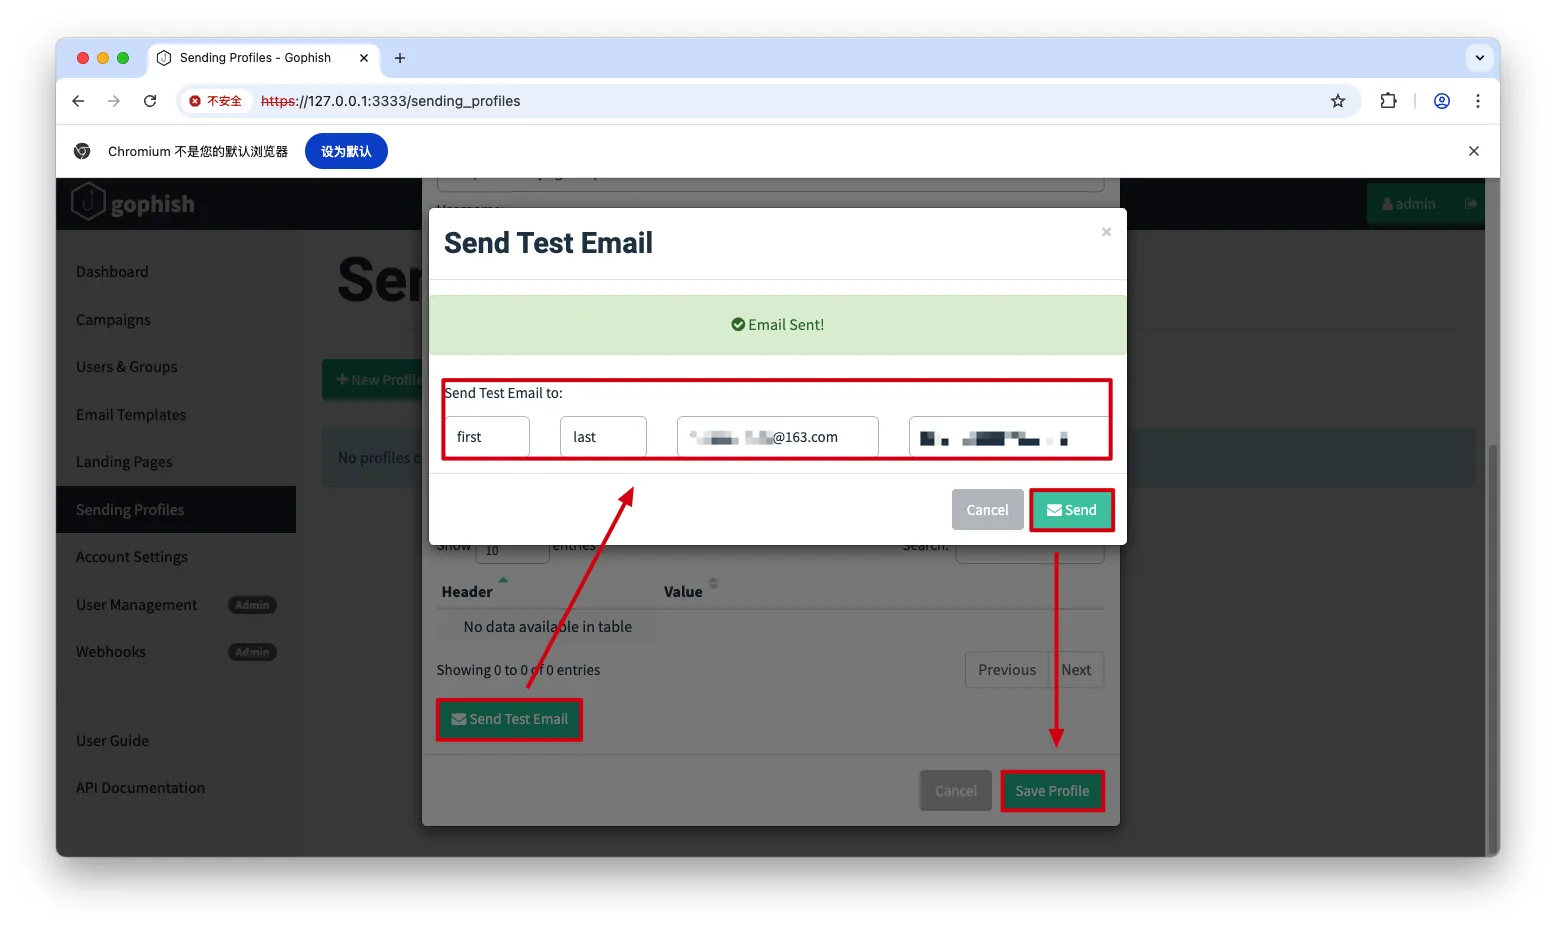 Sending Profiles - Gophish
不安全 https://127.0.0.1:3333/sending_profiles
Chromium 不是您的默认浏览器 设为默认
gophish
admin
Dashboard
Campaigns
Users & Groups
Email Templates
Landing Pages
Sending Profiles
Account Settings
User Management Admin
Webhooks Admin
User Guide
API Documentation
New Profile
No profiles
Send Test Email
×
Email Sent!
Send Test Email to:
first last @163.com
Cancel Send
Show 10 entries Search:
Header Value
No data available in table
Showing 0 to 0 of 0 entries
Previous Next
Send Test Email
Cancel Save Profile